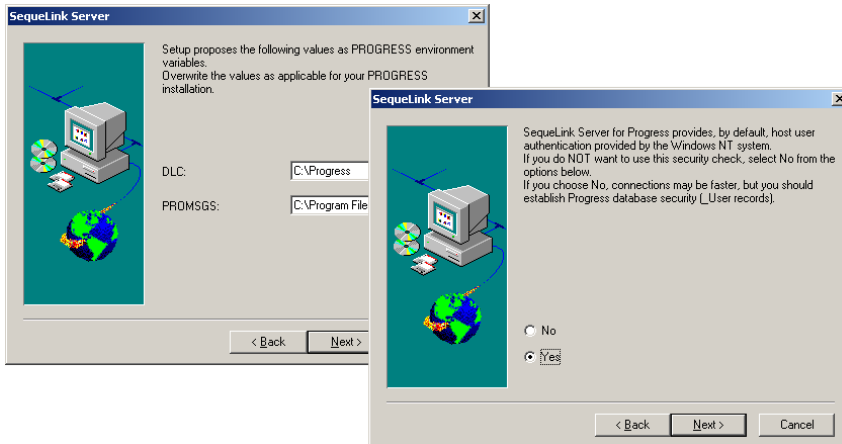 SequeLink Server
Setup proposes the following values as PROGRESS environment
variables.
Overwrite the values as applicable for your PROGRESS
installation.
DLC:
C:\Progress
PROMSGS:
C:\Program File
< Back
Next >
SequeLink Server
SequeLink Server for Progress provides, by default, host user
authentication provided by the Windows NT system.
If you do NOT want to use this security check, select No from the
options below.
If you choose No, connections may be faster, but you should
establish Progress database security (_User records).
No
Yes
< Back
Next >
Cancel